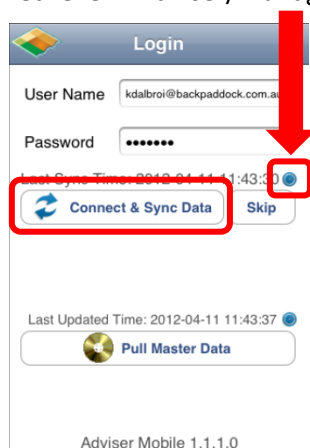 Login
User Name kdalbroi@backpaddock.com.au
Password •••••••
Last Sync Time: 2012-04-11 11:43:30
Connect & Sync Data Skip
Last Updated Time: 2012-04-11 11:43:37
Pull Master Data
Adviser Mobile 1.1.1.0